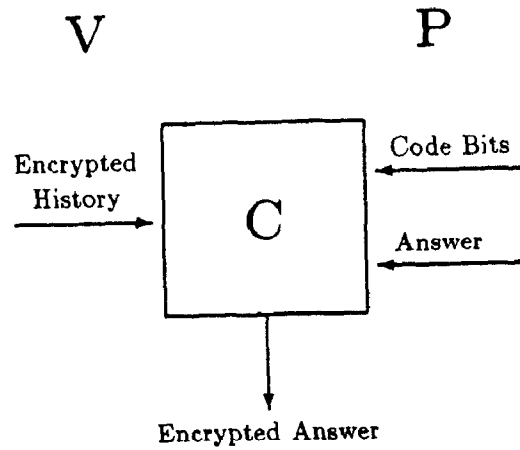 V
P
Encrypted
History
C
Code Bits
Answer
Encrypted Answer